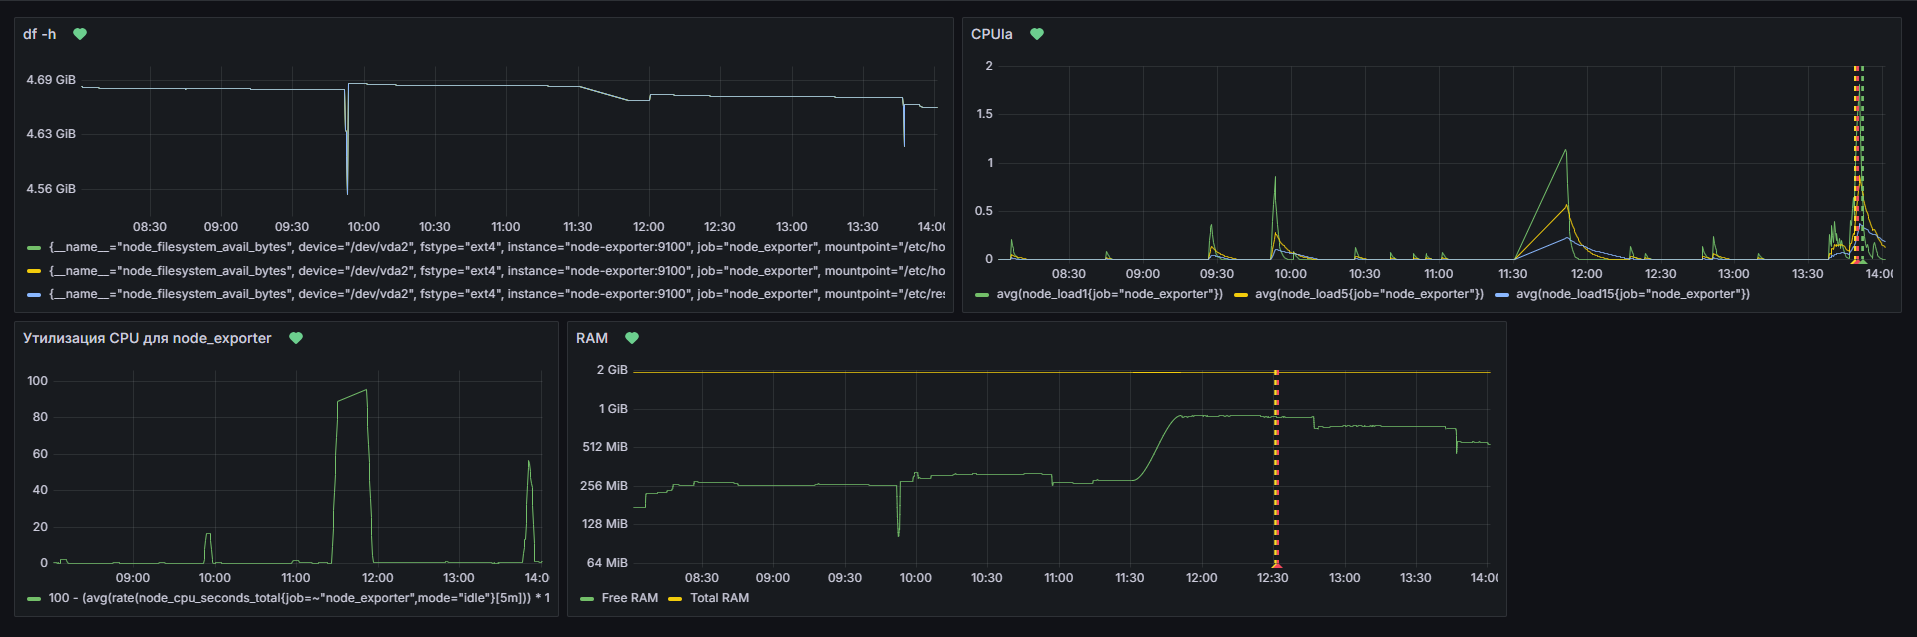 df -h
4.69 GiB
4.63 GiB
4.56 GiB
08:30 09:00 09:30 10:00 10:30 11:00 11:30 12:00 12:30 13:00 13:30 14:00
{__name__="node_filesystem_avail_bytes", device="/dev/vda2", fstype="ext4", instance="node-exporter:9100", job="node_exporter", mountpoint="/etc/ho
{__name__="node_filesystem_avail_bytes", device="/dev/vda2", fstype="ext4", instance="node-exporter:9100", job="node_exporter", mountpoint="/etc/ho
{__name__="node_filesystem_avail_bytes", device="/dev/vda2", fstype="ext4", instance="node-exporter:9100", job="node_exporter", mountpoint="/etc/res
CPUla
2
1.5
1
0.5
0
08:30 09:00 09:30 10:00 10:30 11:00 11:30 12:00 12:30 13:00 13:30 14:00
avg(node_load1{job="node_exporter"}) avg(node_load5{job="node_exporter"}) avg(node_load15{job="node_exporter"})
Утилизация CPU для node_exporter
100
80
60
40
20
0
09:00 10:00 11:00 12:00 13:00 14:0
100 - (avg(rate(node_cpu_seconds_total{job=~"node_exporter",mode="idle"}[5m])) * 1
RAM
2 GiB
1 GiB
512 MiB
256 MiB
128 MiB
64 MiB
08:30 09:00 09:30 10:00 10:30 11:00 11:30 12:00 12:30 13:00 13:30 14:00
Free RAM Total RAM